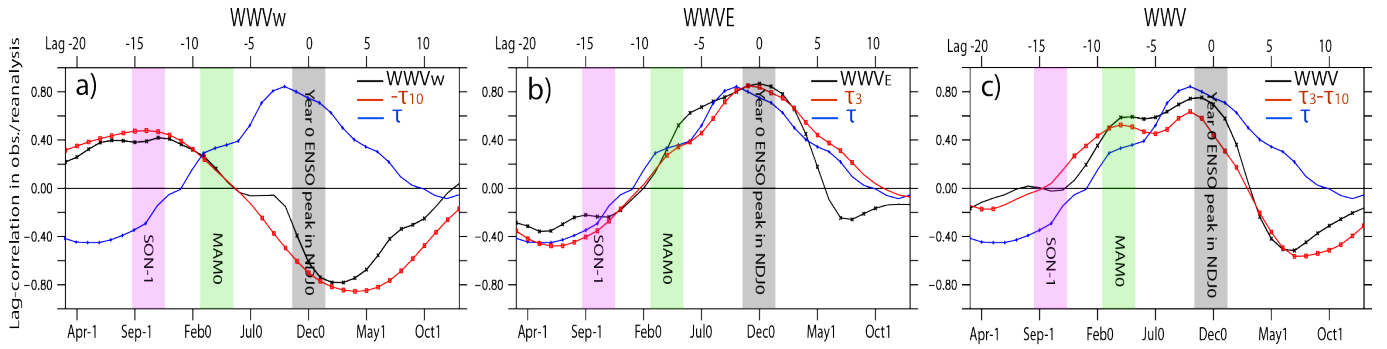 WWVw
WWVE
WWV
Lag -20 -15 -10 -5 0 5 10
Lag -20 -15 -10 -5 0 5 10
Lag -20 -15 -10 -5 0 5 10
Lag-correlation in obs./reanalysis
0.80
0.40
0.00
-0.40
-0.80
a)
WWVw
-τ10
τ
SON-1
MAM0
Year 0 ENSO peak in NDJ0
Apr-1 Sep-1 Feb0 Jul0 Dec0 May1 Oct1
0.80
0.40
0.00
-0.40
-0.80
b)
WWVE
τ3
τ
SON-1
MAM0
Year 0 ENSO peak in NDJ0
Apr-1 Sep-1 Feb0 Jul0 Dec0 May1 Oct1
0.80
0.40
0.00
-0.40
-0.80
c)
WWV
τ3-τ10
τ
SON-1
MAM0
Year 0 ENSO peak in NDJ0
Apr-1 Sep-1 Feb0 Jul0 Dec0 May1 Oct1